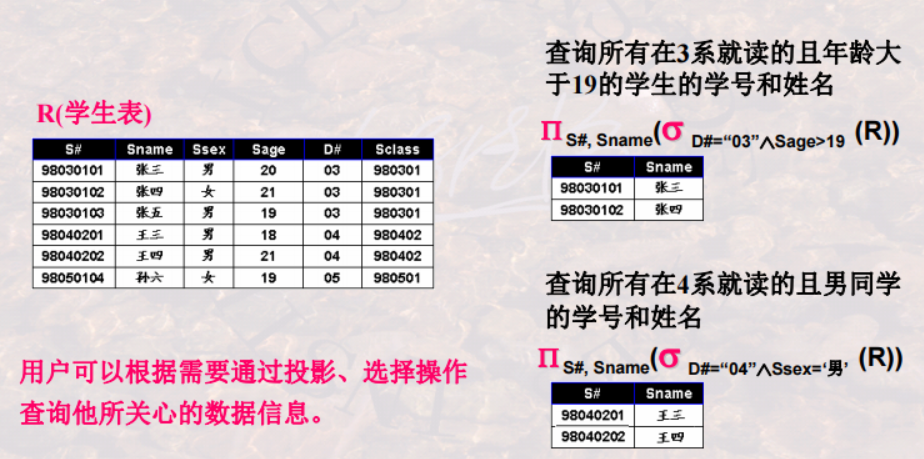 R(学生表)
S# Sname Ssex Sage D# Sclass
98030101 张三 男 20 03 980301
98030102 张四 女 21 03 980301
98030103 张五 男 19 03 980301
98040201 王三 男 18 04 980402
98040202 王四 男 21 04 980402
98050104 孙六 女 19 05 980501
用户可以根据需要通过投影、选择操作
查询他所关心的数据信息。
查询所有在3系就读的且年龄大
于19的学生的学号和姓名
Π S#, Sname(σ D#=“03”∧Sage>19 (R))
S# Sname
98030101 张三
98030102 张四
查询所有在4系就读的且男同学
的学号和姓名
Π S#, Sname(σ D#=“04”∧Ssex=‘男’ (R))
S# Sname
98040201 王三
98040202 王四